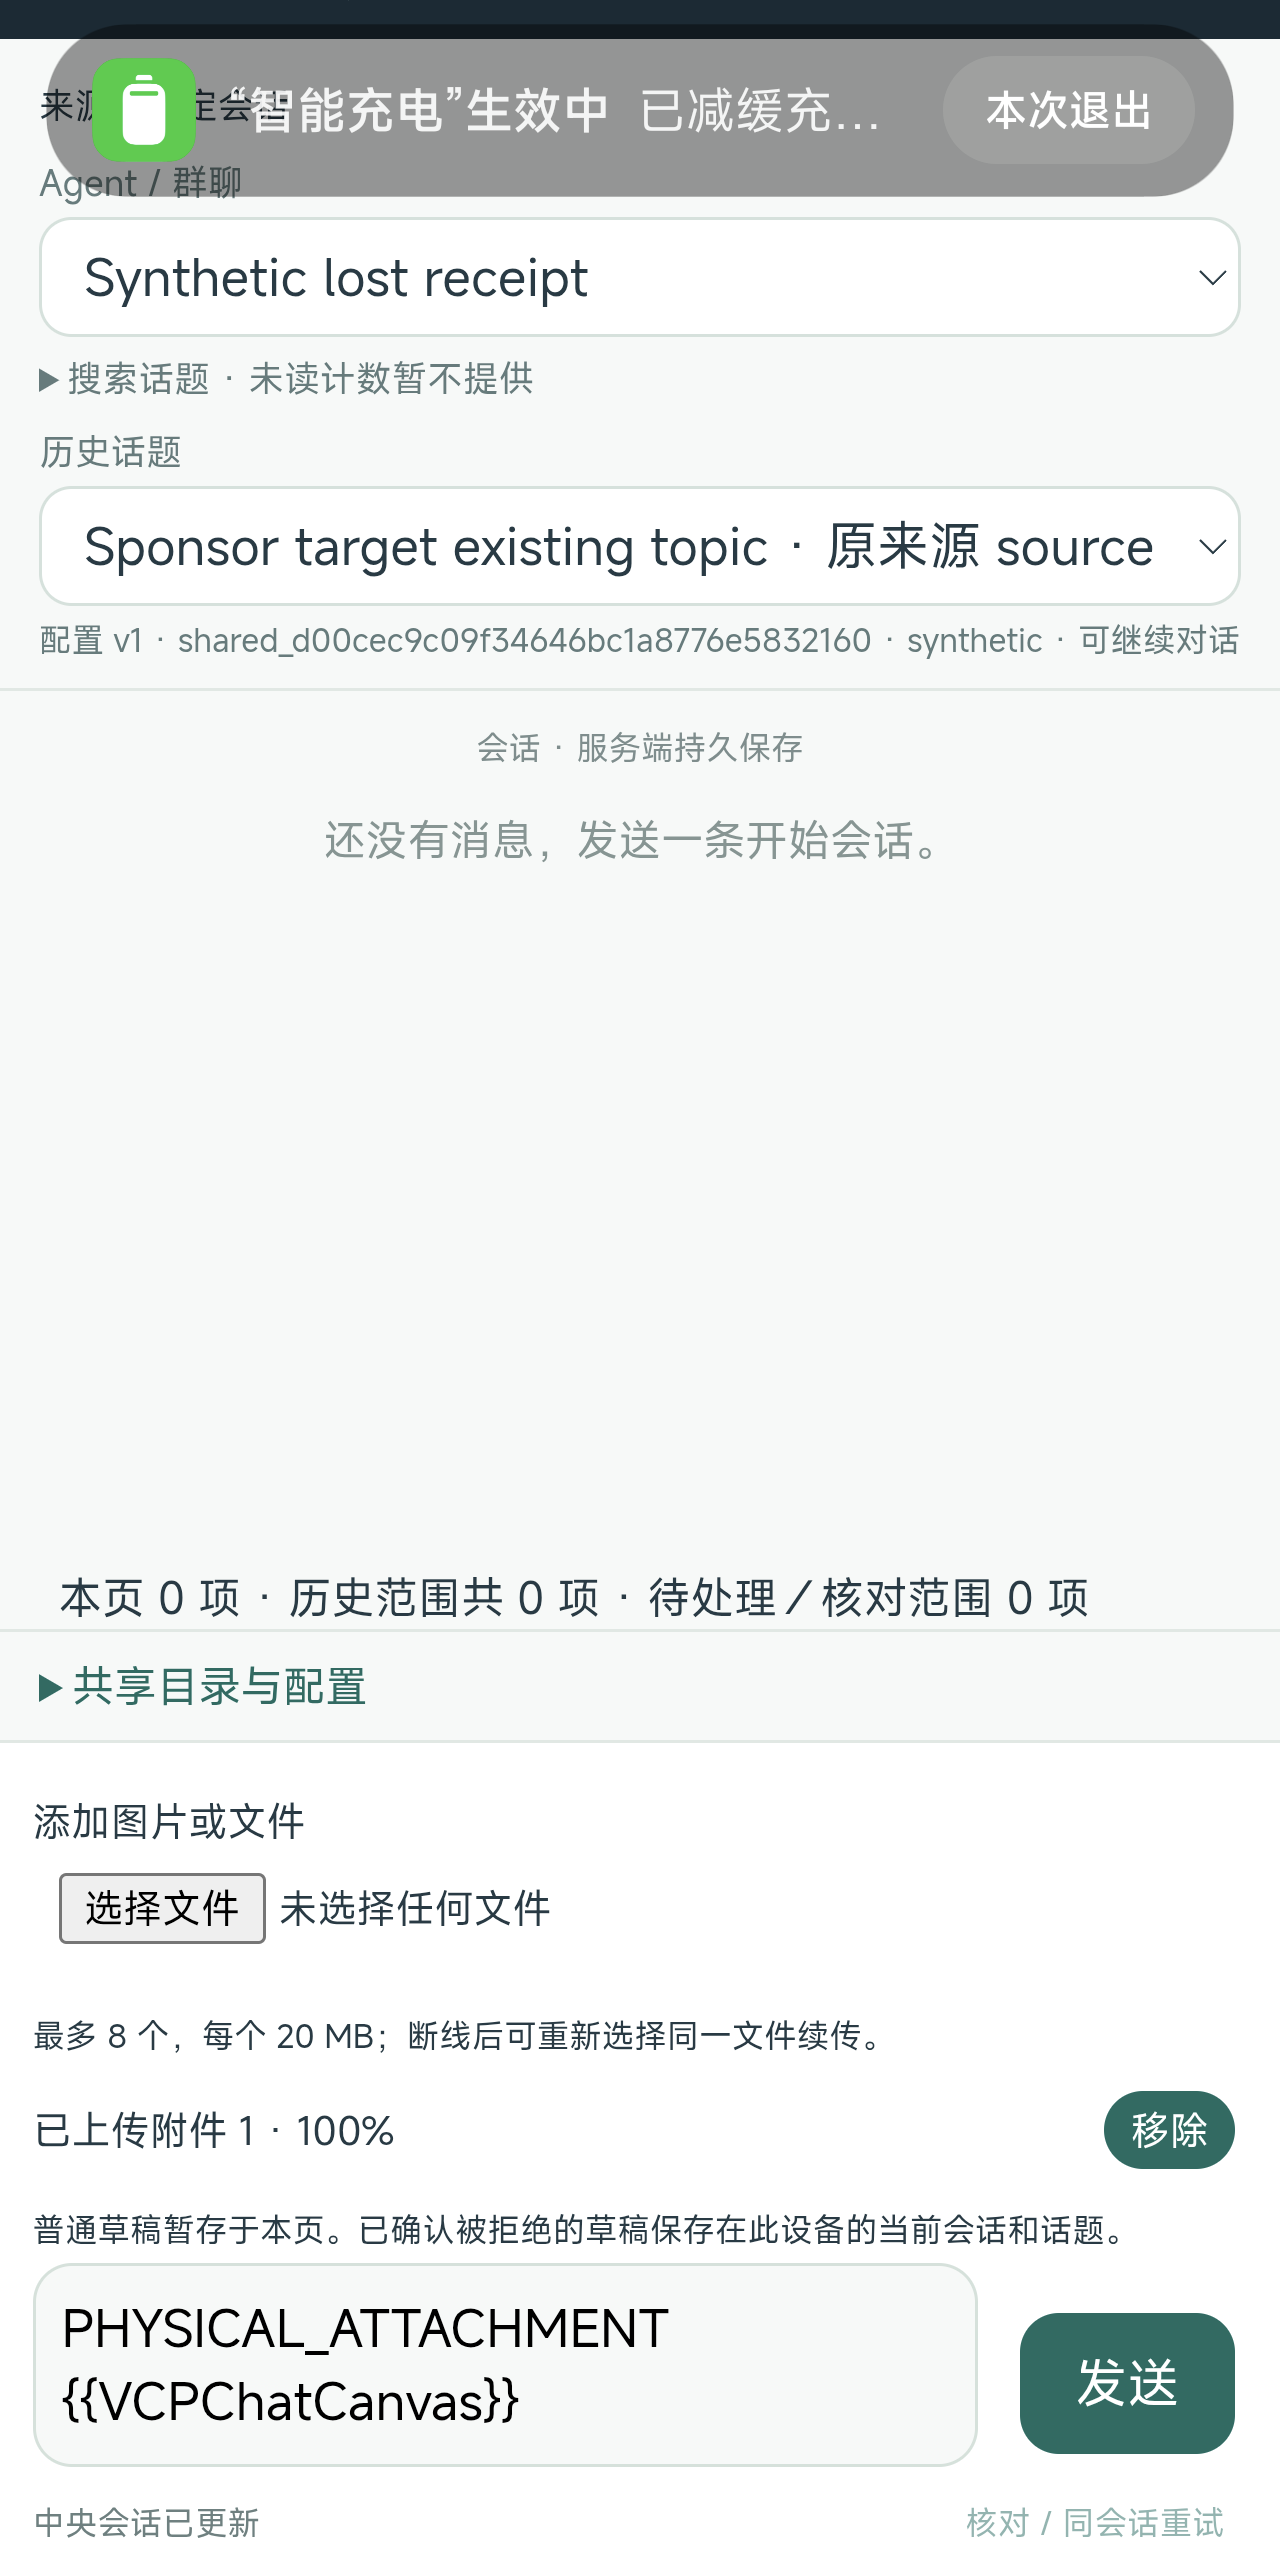 “智能充电”生效中 已减缓充... 本次退出
Agent / 群聊
Synthetic lost receipt
搜索话题 · 未读计数暂不提供
历史话题
Sponsor target existing topic · 原来源 source
配置 v1 · shared_d00cec9c09f34646bc1a8776e5832160 · synthetic · 可继续对话
会话 · 服务端持久保存
还没有消息，发送一条开始会话。
本页 0 项 · 历史范围共 0 项 · 待处理／核对范围 0 项
共享目录与配置
添加图片或文件
选择文件 未选择任何文件
最多 8 个，每个 20 MB；断线后可重新选择同一文件续传。
已上传附件 1 · 100%
移除
普通草稿暂存于本页。已确认被拒绝的草稿保存在此设备的当前会话和话题。
PHYSICAL_ATTACHMENT
{{VCPChatCanvas}}
发送
中央会话已更新
核对 / 同会话重试